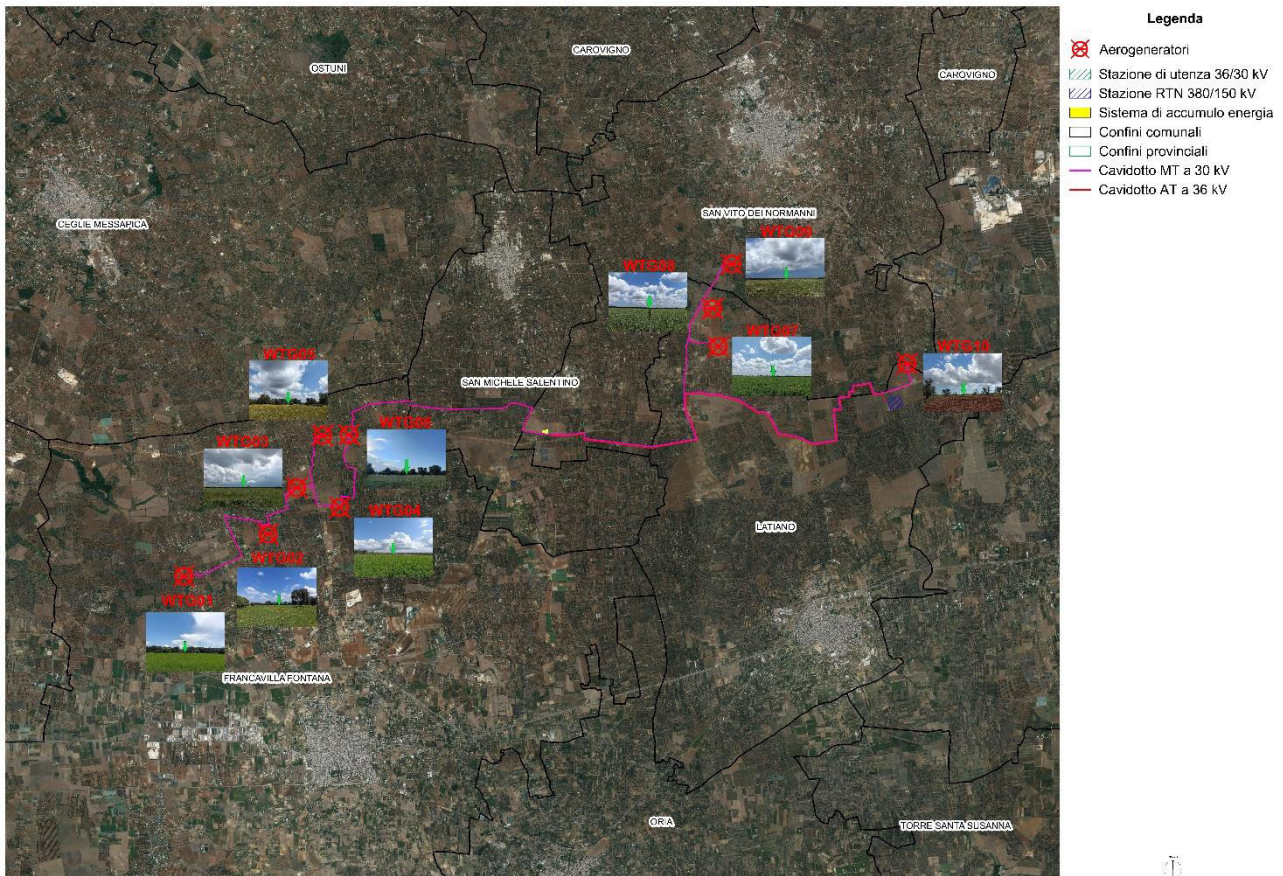 CAROVIGNO
OSTUNI
CAROVIGNO
CEGLIE MESSAPICA
SAN VITO DEI NORMANNI
WTG09
WTG08
WTG07
WTG05
WTG10
SAN MICHELE SALENTINO
WTG06
WTG03
WTG04
LATIANO
WTG02
WTG01
FRANCAVILLA FONTANA
ORIA
TORRE SANTA SUSANNA
Legenda
Aerogeneratori
Stazione di utenza 36/30 kV
Stazione RTN 380/150 kV
Sistema di accumulo energia
Confini comunali
Confini provinciali
Cavidotto MT a 30 kV
Cavidotto AT a 36 kV